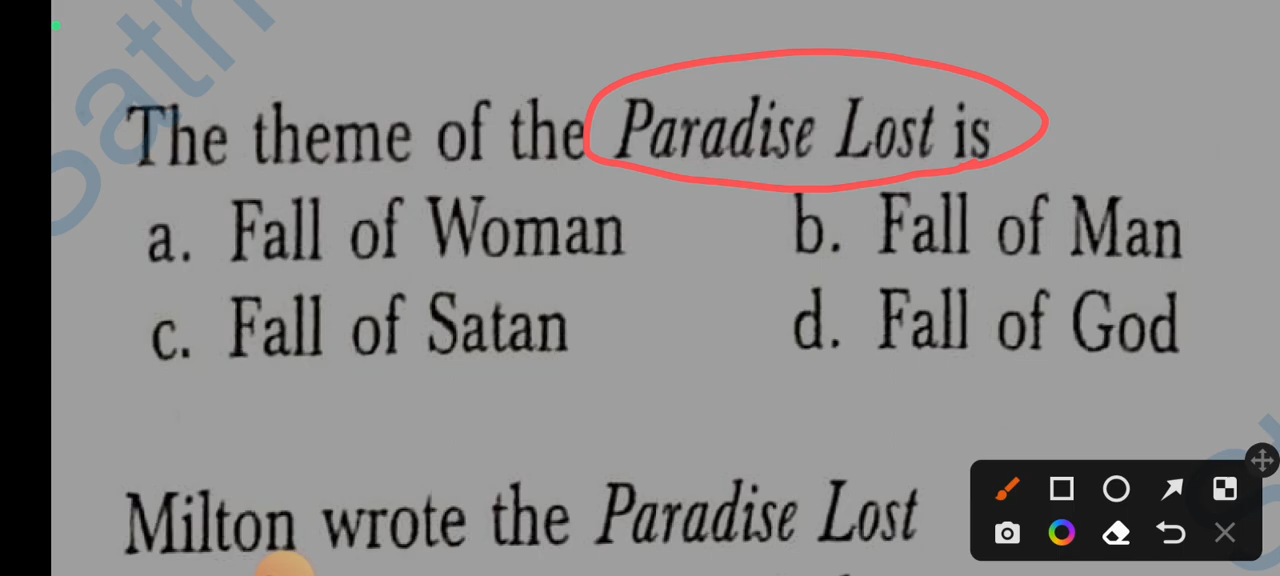 The theme of the Paradise Lost is
a. Fall of Woman
b. Fall of Man
c. Fall of Satan
d. Fall of God
Milton wrote the Paradise Lost